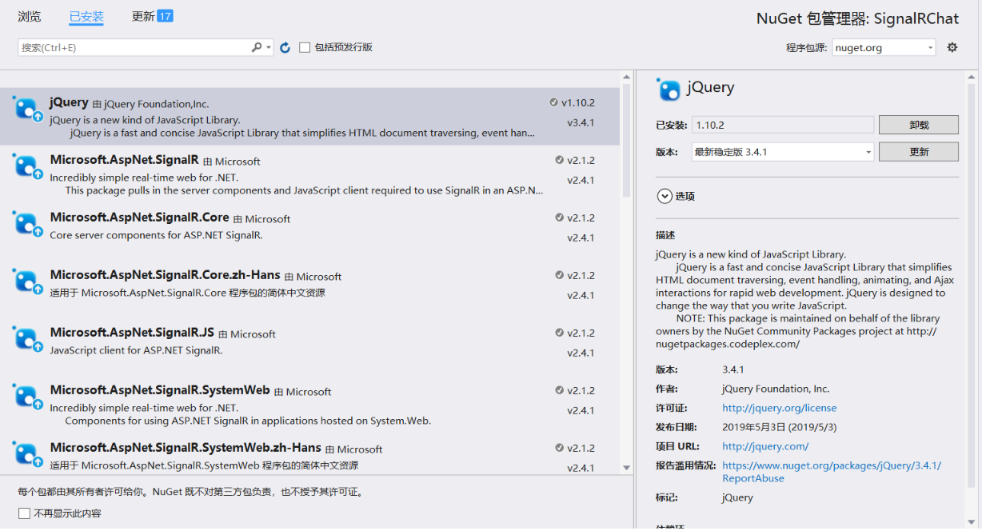 浏览 已安装 更新 17
NuGet 包管理器: SignalRChat
搜索(Ctrl+E) 包括预发行版
程序包源: nuget.org
jQuery 由 jQuery Foundation,Inc. v1.10.2
jQuery is a new kind of JavaScript Library. v3.4.1
jQuery is a fast and concise JavaScript Library that simplifies HTML document traversing, event han...
Microsoft.AspNet.SignalR 由 Microsoft v2.1.2
Incredibly simple real-time web for .NET. v2.4.1
This package pulls in the server components and JavaScript client required to use SignalR in an ASP.N...
Microsoft.AspNet.SignalR.Core 由 Microsoft v2.1.2
Core server components for ASP.NET SignalR. v2.4.1
Microsoft.AspNet.SignalR.Core.zh-Hans 由 Microsoft v2.1.2
适用于 Microsoft.AspNet.SignalR.Core 程序包的简体中文资源 v2.4.1
Microsoft.AspNet.SignalR.JS 由 Microsoft v2.1.2
JavaScript client for ASP.NET SignalR. v2.4.1
Microsoft.AspNet.SignalR.SystemWeb 由 Microsoft v2.1.2
Incredibly simple real-time web for .NET. v2.4.1
Components for using ASP.NET SignalR in applications hosted on System.Web.
Microsoft.AspNet.SignalR.SystemWeb.zh-Hans 由 Microsoft v2.1.2
适用于 Microsoft.AspNet.SignalR.SystemWeb 程序包的简体中文资源 v2.4.1
每个包都由其所有者许可给你。NuGet 既不对第三方包负责，也不授予其许可证。
不再显示此内容
jQuery
已安装: 1.10.2 卸载
版本: 最新稳定版 3.4.1 更新
选项
描述
jQuery is a new kind of JavaScript Library.
jQuery is a fast and concise JavaScript Library that simplifies
HTML document traversing, event handling, animating, and Ajax
interactions for rapid web development. jQuery is designed to
change the way that you write JavaScript.
NOTE: This package is maintained on behalf of the library
owners by the NuGet Community Packages project at http://
nugetpackages.codeplex.com/
版本: 3.4.1
作者: jQuery Foundation, Inc.
许可证: http://jquery.org/license
发布日期: 2019年5月3日 (2019/5/3)
项目 URL: http://jquery.com/
报告滥用情况: https://www.nuget.org/packages/jQuery/3.4.1/
ReportAbuse
标记: jQuery